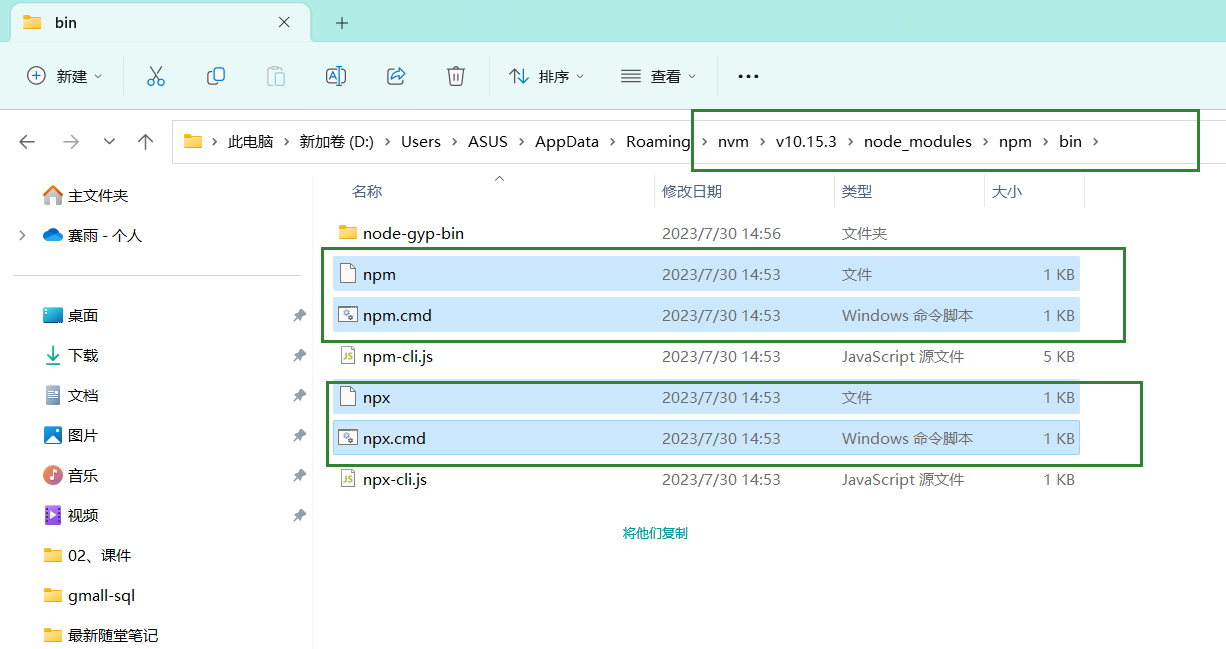 bin
新建
排序
查看
此电脑 新加卷 (D:) Users ASUS AppData Roaming nvm v10.15.3 node_modules npm bin
主文件夹
赛雨 - 个人
桌面
下载
文档
图片
音乐
视频
02、课件
gmall-sql
最新随堂笔记
名称 修改日期 类型 大小
node-gyp-bin 2023/7/30 14:56 文件夹
npm 2023/7/30 14:53 文件 1 KB
npm.cmd 2023/7/30 14:53 Windows 命令脚本 1 KB
npm-cli.js 2023/7/30 14:53 JavaScript 源文件 5 KB
npx 2023/7/30 14:53 文件 1 KB
npx.cmd 2023/7/30 14:53 Windows 命令脚本 1 KB
npx-cli.js 2023/7/30 14:53 JavaScript 源文件 1 KB
将他们复制